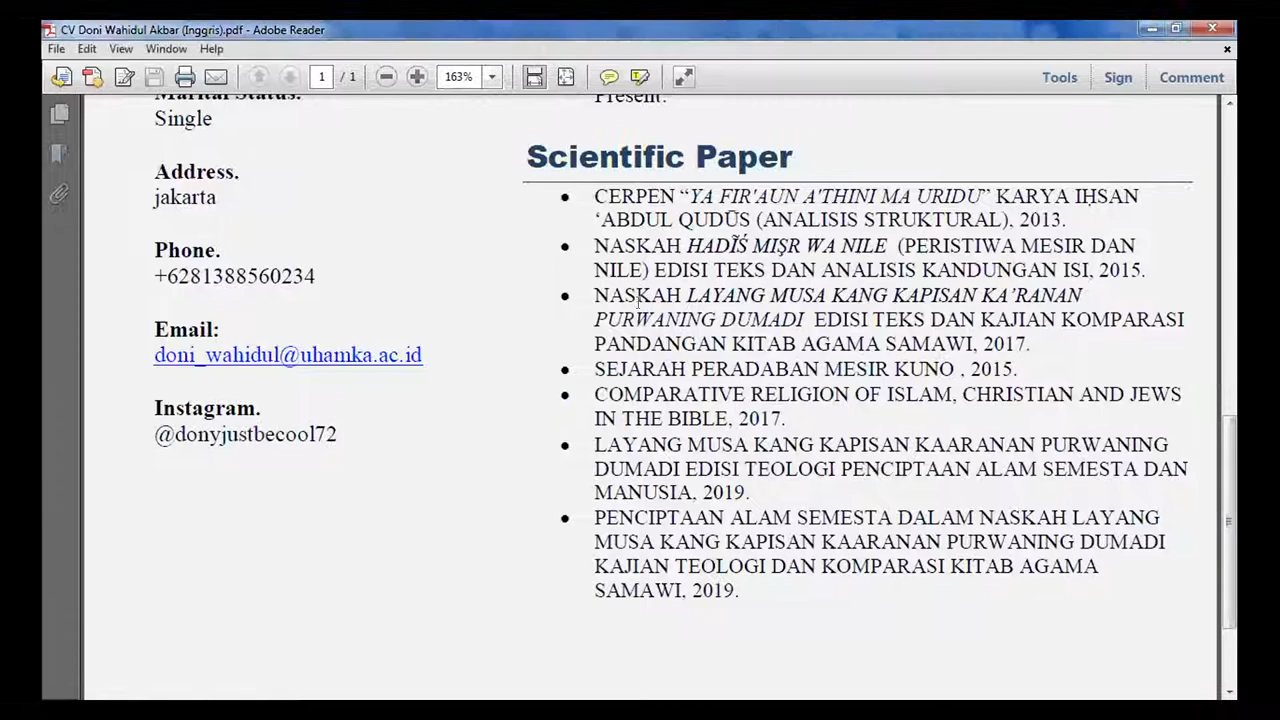 CV Doni Wahidul Akbar (Inggris).pdf - Adobe Reader
File Edit View Window Help
1 / 1 163% Tools Sign Comment
Marital Status.
Single
Address.
jakarta
Phone.
+6281388560234
Email:
doni_wahidul@uhamka.ac.id
Instagram.
@donyjustbecool72
Present.
Scientific Paper
• CERPEN “YA FIR'AUN A'THINI MA URIDU” KARYA IḤSAN
‘ABDUL QUDŪS (ANALISIS STRUKTURAL), 2013.
• NASKAH HADĪŚ MIṢR WA NILE (PERISTIWA MESIR DAN
NILE) EDISI TEKS DAN ANALISIS KANDUNGAN ISI, 2015.
• NASKAH LAYANG MUSA KANG KAPISAN KA’RANAN
PURWANING DUMADI EDISI TEKS DAN KAJIAN KOMPARASI
PANDANGAN KITAB AGAMA SAMAWI, 2017.
• SEJARAH PERADABAN MESIR KUNO , 2015.
• COMPARATIVE RELIGION OF ISLAM, CHRISTIAN AND JEWS
IN THE BIBLE, 2017.
• LAYANG MUSA KANG KAPISAN KAARANAN PURWANING
DUMADI EDISI TEOLOGI PENCIPTAAN ALAM SEMESTA DAN
MANUSIA, 2019.
• PENCIPTAAN ALAM SEMESTA DALAM NASKAH LAYANG
MUSA KANG KAPISAN KAARANAN PURWANING DUMADI
KAJIAN TEOLOGI DAN KOMPARASI KITAB AGAMA
SAMAWI, 2019.